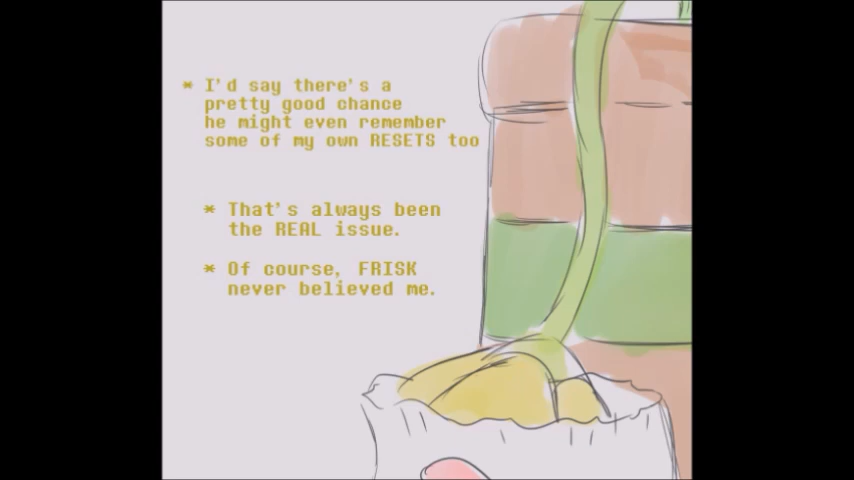 * I'd say there's a
pretty good chance
he might even remember
some of my own RESETS too
* That's always been
the REAL issue.
* Of course, FRISK
never believed me.